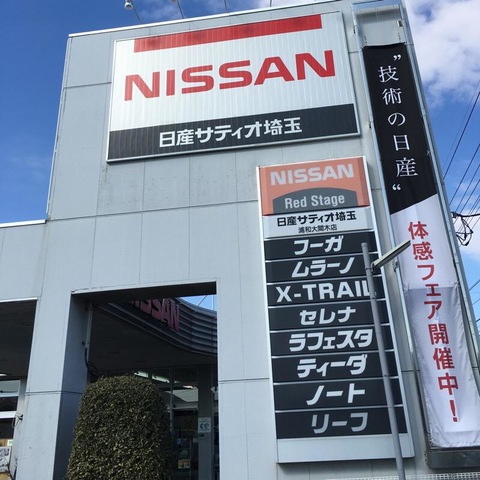 NISSAN
日産サティオ埼玉
NISSAN
Red Stage
日産サティオ埼玉
浦和大間木店
フーガ
ムラーノ
X-TRAIL
セレナ
ラフェスタ
ティーダ
ノート
リーフ
"技術の日産"
体感フェア開催中!
NISSAN